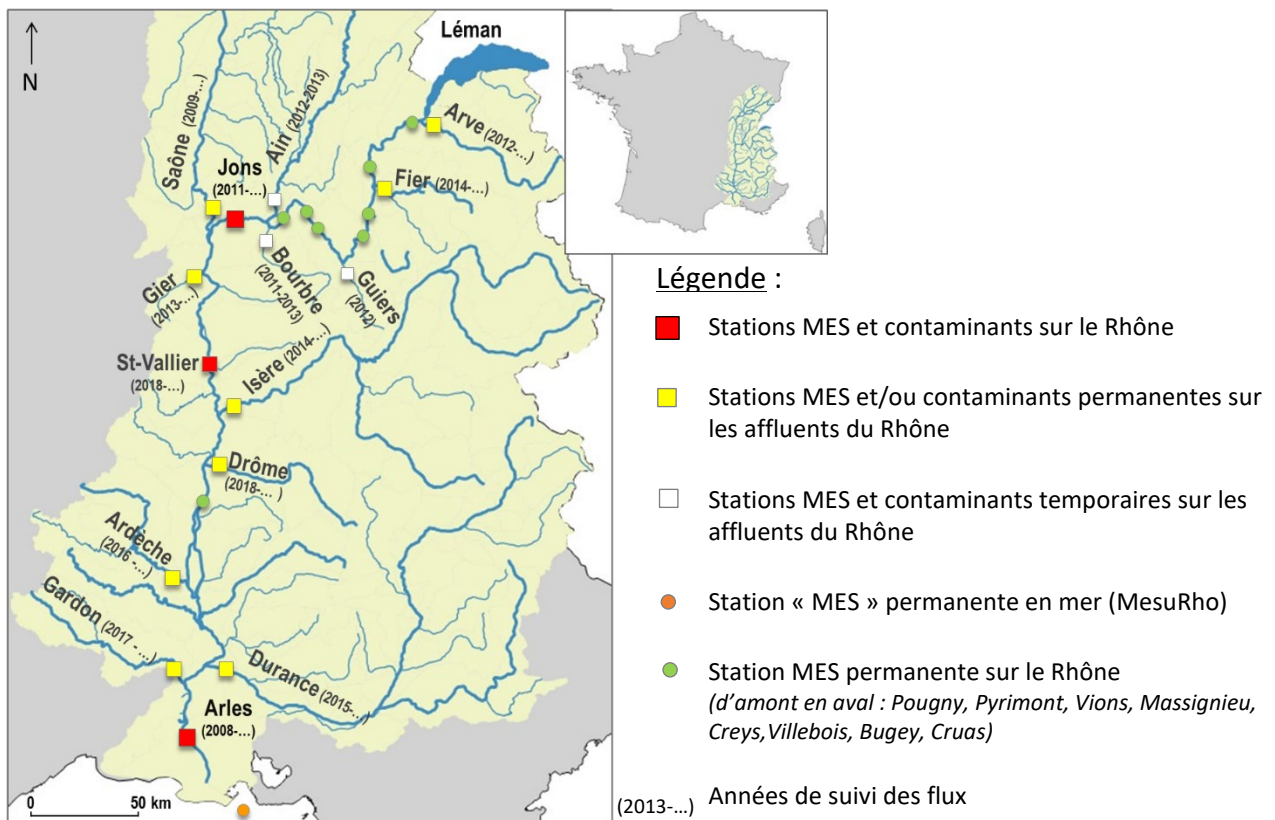 N
Léman
Saône (2009-...)
Ain (2012-2013)
Arve (2012-...)
Jons
(2011-...)
Fier (2014-...)
Gier
(2013-...)
Bourbre
(2011-2013)
Guiers
(2012)
St-Vallier
(2018-...)
Isère (2014-...)
Drôme
(2018-... )
Ardèche
(2016 -...)
Gardon (2017 -...)
Durance (2015-...)
Arles
(2008-...)
0 50 km
Légende :
Stations MES et contaminants sur le Rhône
Stations MES et/ou contaminants permanentes sur
les affluents du Rhône
Stations MES et contaminants temporaires sur les
affluents du Rhône
Station « MES » permanente en mer (MesuRho)
Station MES permanente sur le Rhône
(d'amont en aval : Pougny, Pyrimont, Vions, Massignieu,
Creys,Villebois, Bugey, Cruas)
(2013-...) Années de suivi des flux